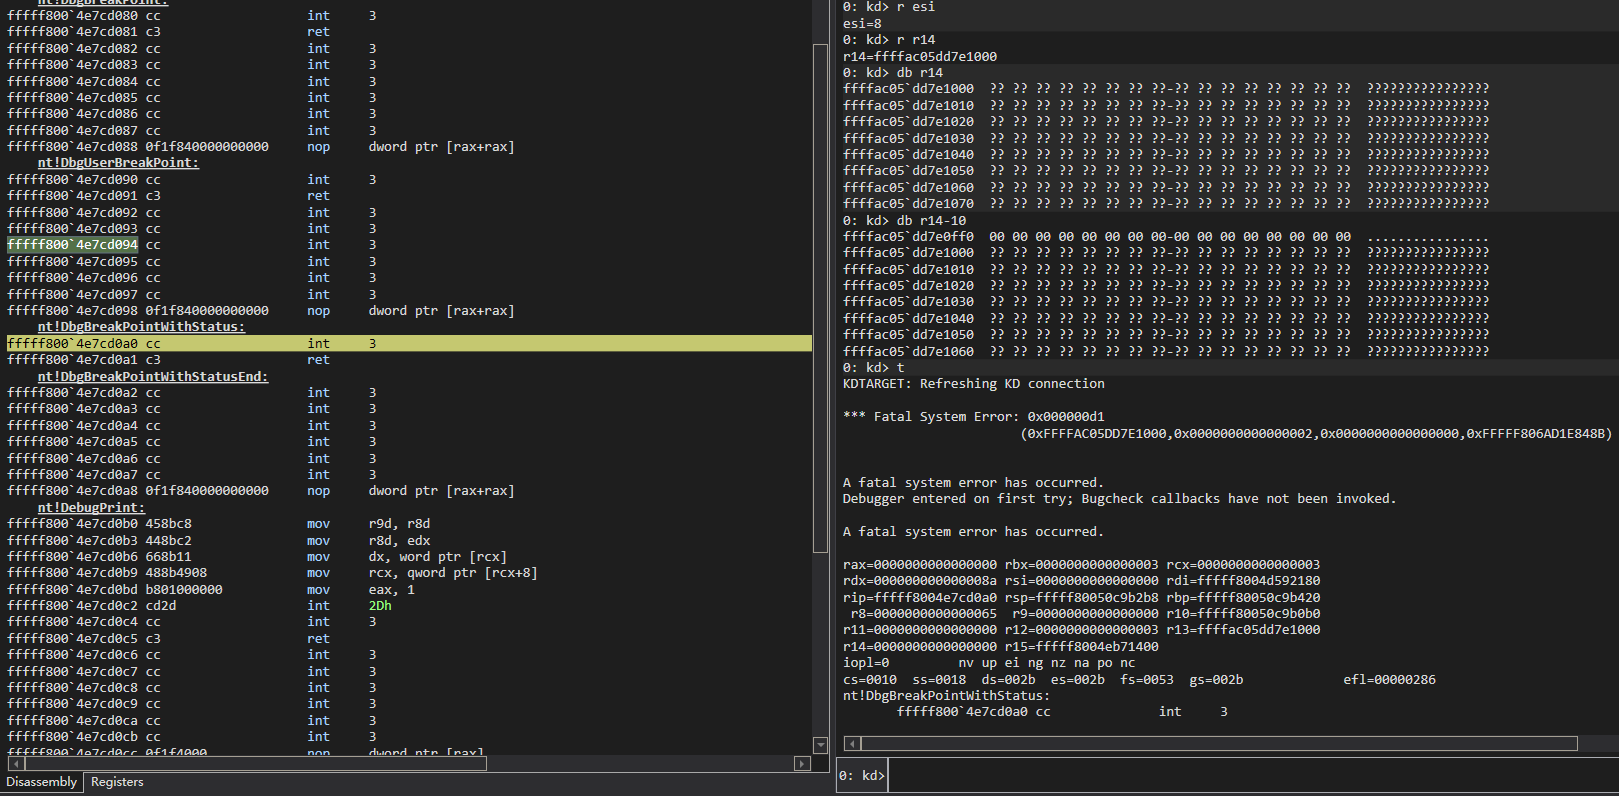 nt!DbgBreakPoint:
fffff800`4e7cd080 cc int 3
fffff800`4e7cd081 c3 ret
fffff800`4e7cd082 cc int 3
fffff800`4e7cd083 cc int 3
fffff800`4e7cd084 cc int 3
fffff800`4e7cd085 cc int 3
fffff800`4e7cd086 cc int 3
fffff800`4e7cd087 cc int 3
fffff800`4e7cd088 0f1f840000000000 nop dword ptr [rax+rax]
nt!DbgUserBreakPoint:
fffff800`4e7cd090 cc int 3
fffff800`4e7cd091 c3 ret
fffff800`4e7cd092 cc int 3
fffff800`4e7cd093 cc int 3
fffff800`4e7cd094 cc int 3
fffff800`4e7cd095 cc int 3
fffff800`4e7cd096 cc int 3
fffff800`4e7cd097 cc int 3
fffff800`4e7cd098 0f1f840000000000 nop dword ptr [rax+rax]
nt!DbgBreakPointWithStatus:
fffff800`4e7cd0a0 cc int 3
fffff800`4e7cd0a1 c3 ret
nt!DbgBreakPointWithStatusEnd:
fffff800`4e7cd0a2 cc int 3
fffff800`4e7cd0a3 cc int 3
fffff800`4e7cd0a4 cc int 3
fffff800`4e7cd0a5 cc int 3
fffff800`4e7cd0a6 cc int 3
fffff800`4e7cd0a7 cc int 3
fffff800`4e7cd0a8 0f1f840000000000 nop dword ptr [rax+rax]
nt!DebugPrint:
fffff800`4e7cd0b0 458bc8 mov r9d, r8d
fffff800`4e7cd0b3 448bc2 mov r8d, edx
fffff800`4e7cd0b6 668b11 mov dx, word ptr [rcx]
fffff800`4e7cd0b9 488b4908 mov rcx, qword ptr [rcx+8]
fffff800`4e7cd0bd b801000000 mov eax, 1
fffff800`4e7cd0c2 cd2d int 2Dh
fffff800`4e7cd0c4 cc int 3
fffff800`4e7cd0c5 c3 ret
fffff800`4e7cd0c6 cc int 3
fffff800`4e7cd0c7 cc int 3
fffff800`4e7cd0c8 cc int 3
fffff800`4e7cd0c9 cc int 3
fffff800`4e7cd0ca cc int 3
fffff800`4e7cd0cb cc int 3
fffff800`4e7cd0cc 0f1f4000 nop dword ptr [rax]
Disassembly Registers
0: kd> r esi
esi=8
0: kd> r r14
r14=ffffac05dd7e1000
0: kd> db r14
ffffac05`dd7e1000 ?? ?? ?? ?? ?? ?? ?? ??-?? ?? ?? ?? ?? ?? ?? ?? ????????????????
ffffac05`dd7e1010 ?? ?? ?? ?? ?? ?? ?? ??-?? ?? ?? ?? ?? ?? ?? ?? ????????????????
ffffac05`dd7e1020 ?? ?? ?? ?? ?? ?? ?? ??-?? ?? ?? ?? ?? ?? ?? ?? ????????????????
ffffac05`dd7e1030 ?? ?? ?? ?? ?? ?? ?? ??-?? ?? ?? ?? ?? ?? ?? ?? ????????????????
ffffac05`dd7e1040 ?? ?? ?? ?? ?? ?? ?? ??-?? ?? ?? ?? ?? ?? ?? ?? ????????????????
ffffac05`dd7e1050 ?? ?? ?? ?? ?? ?? ?? ??-?? ?? ?? ?? ?? ?? ?? ?? ????????????????
ffffac05`dd7e1060 ?? ?? ?? ?? ?? ?? ?? ??-?? ?? ?? ?? ?? ?? ?? ?? ????????????????
ffffac05`dd7e1070 ?? ?? ?? ?? ?? ?? ?? ??-?? ?? ?? ?? ?? ?? ?? ?? ????????????????
0: kd> db r14-10
ffffac05`dd7e0ff0 00 00 00 00 00 00 00 00-00 00 00 00 00 00 00 00 ................
ffffac05`dd7e1000 ?? ?? ?? ?? ?? ?? ?? ??-?? ?? ?? ?? ?? ?? ?? ?? ????????????????
ffffac05`dd7e1010 ?? ?? ?? ?? ?? ?? ?? ??-?? ?? ?? ?? ?? ?? ?? ?? ????????????????
ffffac05`dd7e1020 ?? ?? ?? ?? ?? ?? ?? ??-?? ?? ?? ?? ?? ?? ?? ?? ????????????????
ffffac05`dd7e1030 ?? ?? ?? ?? ?? ?? ?? ??-?? ?? ?? ?? ?? ?? ?? ?? ????????????????
ffffac05`dd7e1040 ?? ?? ?? ?? ?? ?? ?? ??-?? ?? ?? ?? ?? ?? ?? ?? ????????????????
ffffac05`dd7e1050 ?? ?? ?? ?? ?? ?? ?? ??-?? ?? ?? ?? ?? ?? ?? ?? ????????????????
ffffac05`dd7e1060 ?? ?? ?? ?? ?? ?? ?? ??-?? ?? ?? ?? ?? ?? ?? ?? ????????????????
0: kd> t
KDTARGET: Refreshing KD connection
*** Fatal System Error: 0x000000d1
(0xFFFFAC05DD7E1000,0x0000000000000002,0x0000000000000000,0xFFFFF806AD1E848B)
A fatal system error has occurred.
Debugger entered on first try; Bugcheck callbacks have not been invoked.
A fatal system error has occurred.
rax=0000000000000000 rbx=0000000000000003 rcx=0000000000000003
rdx=000000000000008a rsi=0000000000000000 rdi=fffff8004d592180
rip=fffff8004e7cd0a0 rsp=fffff80050c9b2b8 rbp=fffff80050c9b420
r8=0000000000000065 r9=0000000000000000 r10=fffff80050c9b0b0
r11=0000000000000000 r12=0000000000000003 r13=ffffac05dd7e1000
r14=0000000000000000 r15=fffff8004eb71400
iopl=0 nv up ei ng nz na po nc
cs=0010 ss=0018 ds=002b es=002b fs=0053 gs=002b efl=00000286
nt!DbgBreakPointWithStatus:
fffff800`4e7cd0a0 cc int 3
0: kd>